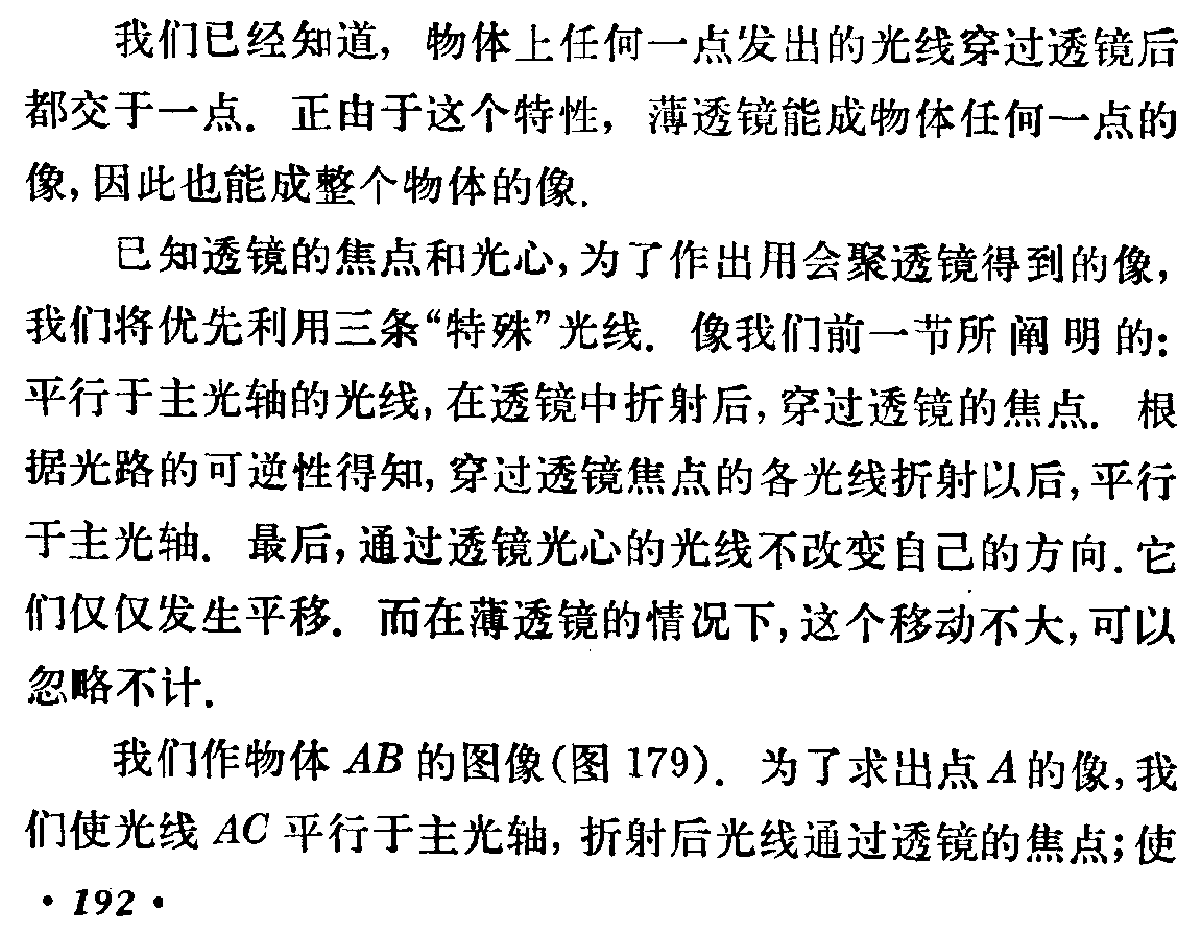 我们已经知道，物体上任何一点发出的光线穿过透镜后
都交于一点．正由于这个特性，薄透镜能成物体任何一点的
像，因此也能成整个物体的像．
已知透镜的焦点和光心，为了作出用会聚透镜得到的像，
我们将优先利用三条“特殊”光线．像我们前一节所阐明的：
平行于主光轴的光线，在透镜中折射后，穿过透镜的焦点．根
据光路的可逆性得知，穿过透镜焦点的各光线折射以后，平行
于主光轴．最后，通过透镜光心的光线不改变自己的方向．它
们仅仅发生平移．而在薄透镜的情况下，这个移动不大，可以
忽略不计．
我们作物体 AB 的图像（图 179）．为了求出点 A 的像，我
们使光线 AC 平行于主光轴，折射后光线通过透镜的焦点；使
• 192 •